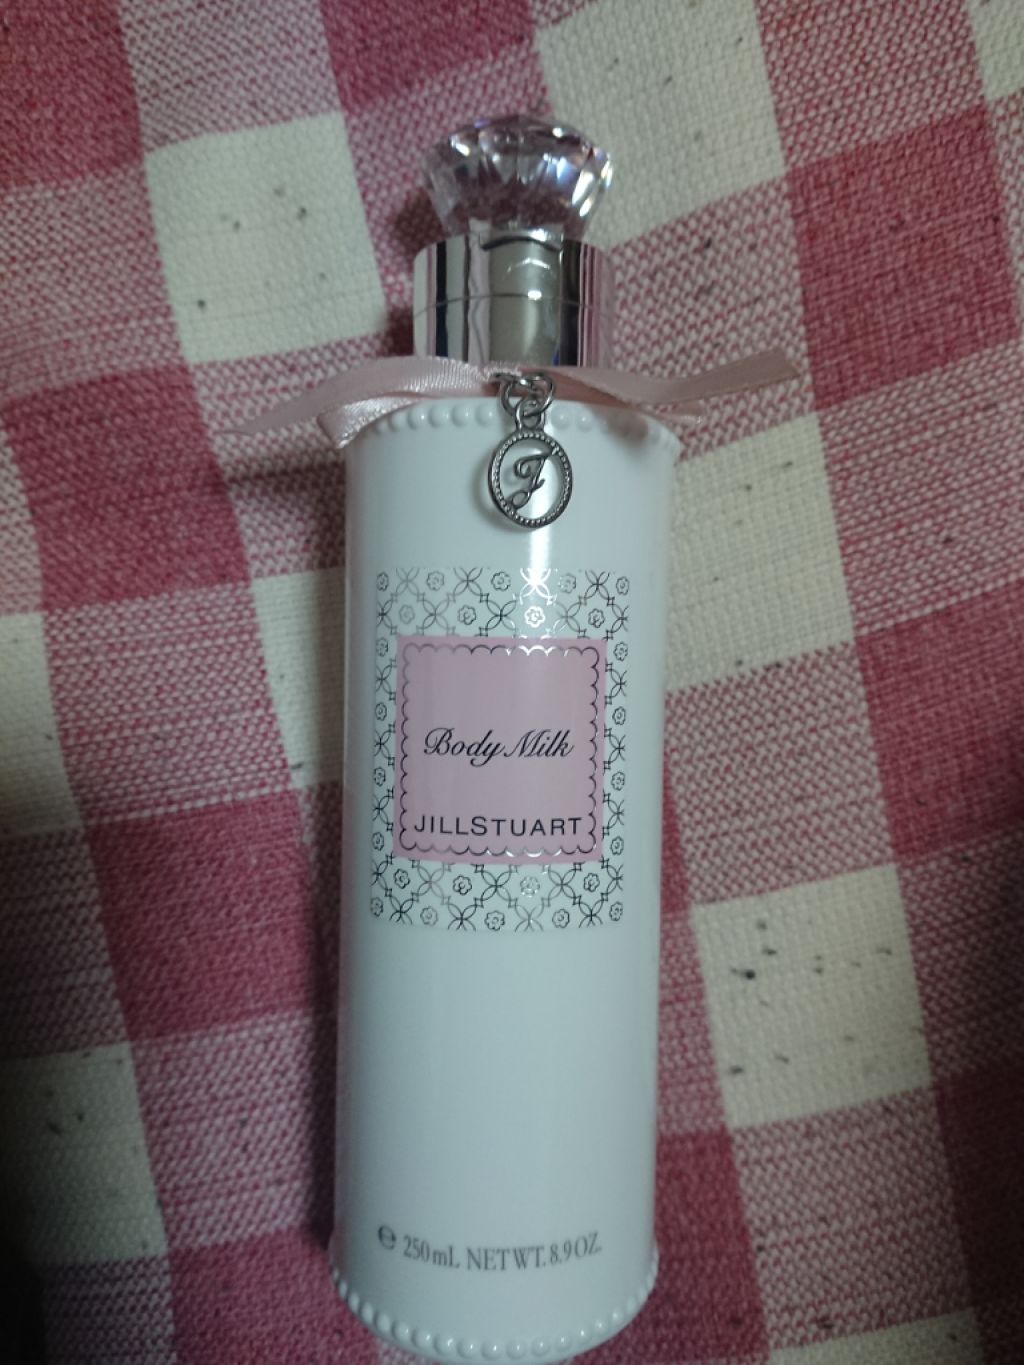 J
Body Milk
JILLSTUART
℮ 250mL NET WT. 8.9 OZ.